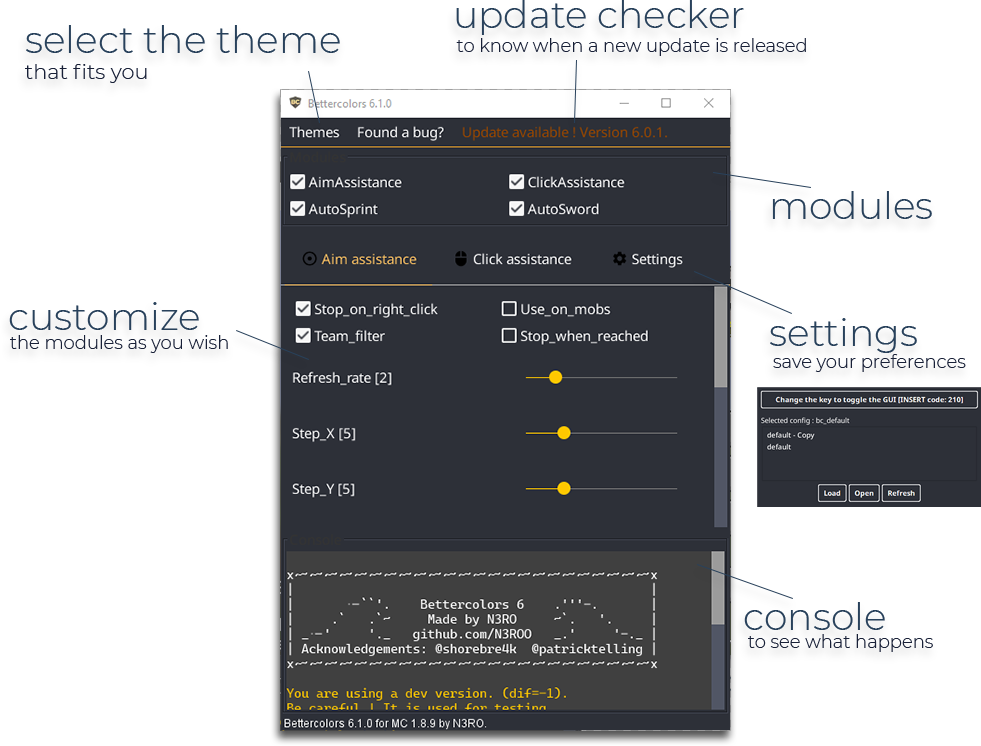 update checker
to know when a new update is released
select the theme
that fits you
Bettercolors 6.1.0
Themes Found a bug? Update available ! Version 6.0.1.
AimAssistance ClickAssistance
AutoSprint AutoSword
modules
Aim assistance Click assistance Settings
customize
the modules as you wish
Stop_on_right_click Use_on_mobs
Team_filter Stop_when_reached
Refresh_rate [2]
Step_X [5]
Step_Y [5]
settings
save your preferences
Change the key to toggle the GUI [INSERT code: 210]
Selected config : bc_default
default - Copy
default
Load Open Refresh
Bettercolors 6
Made by N3RO
github.com/N3ROO
Acknowledgements: @shorebre4k @patricktelling
You are using a dev version. (dif=-1).
Be careful ! It is used for testing
console
to see what happens
Bettercolors 6.1.0 for MC 1.8.9 by N3RO.